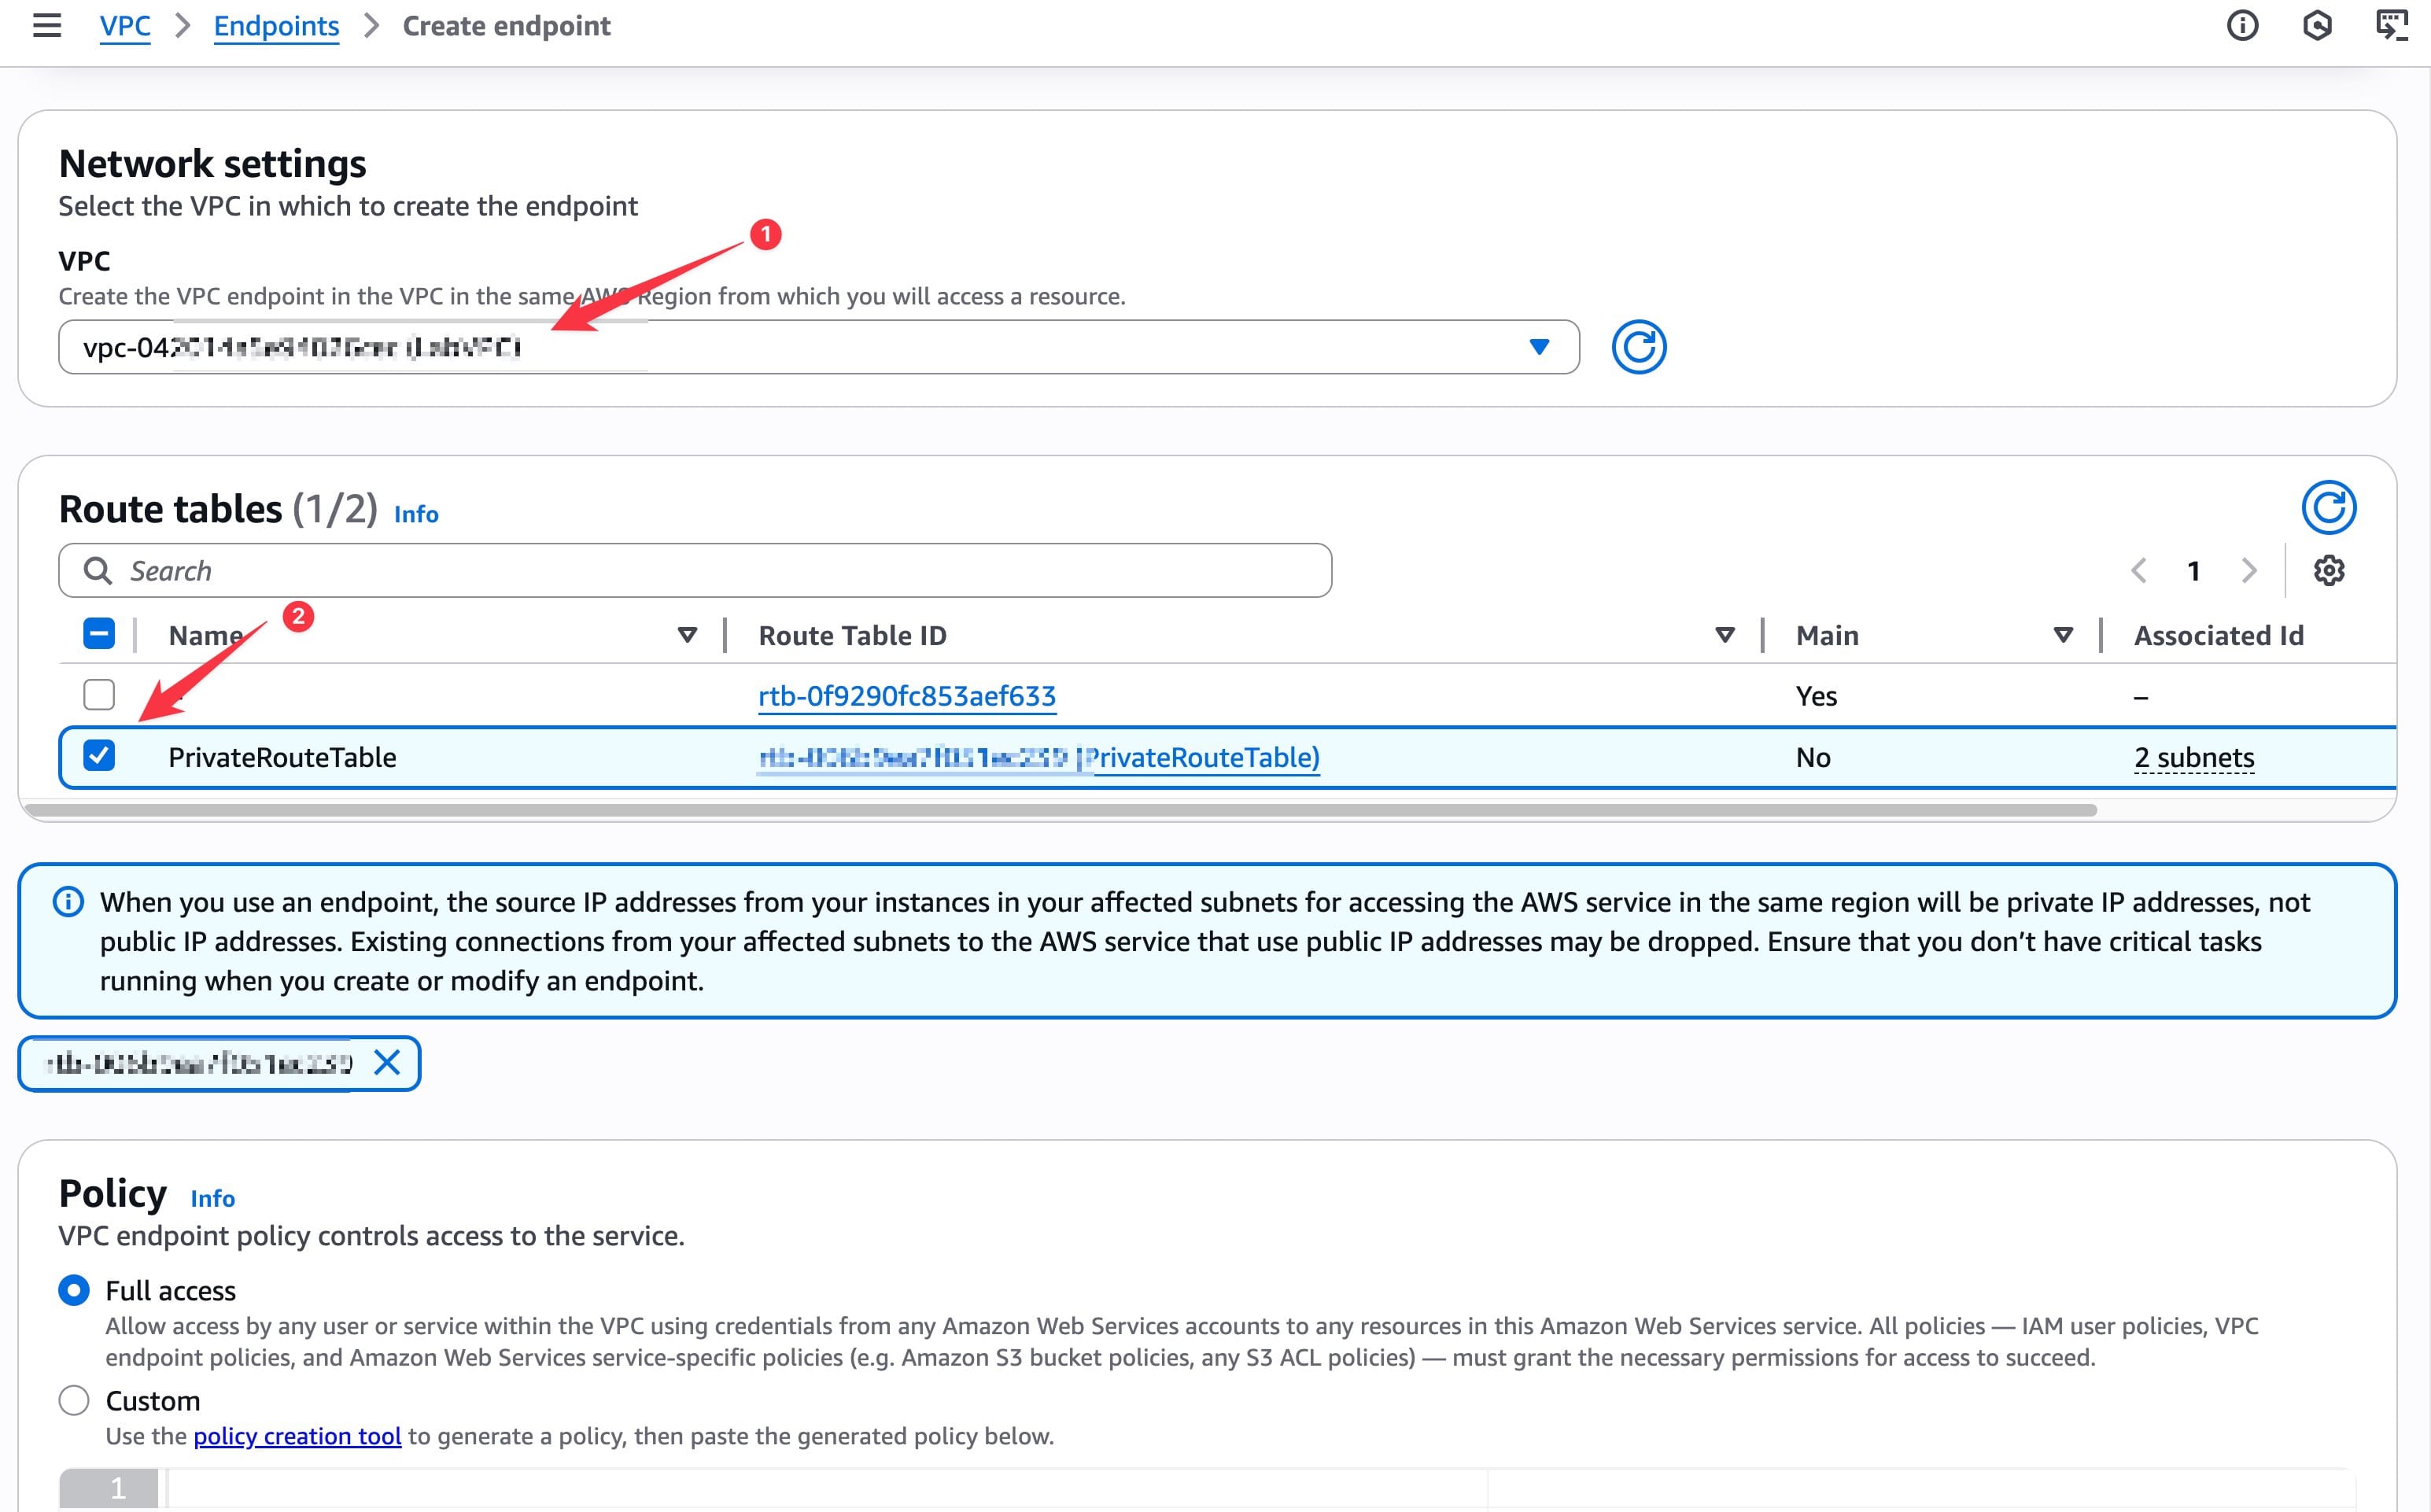 VPC > Endpoints > Create endpoint
Network settings
Select the VPC in which to create the endpoint
1
VPC
Create the VPC endpoint in the VPC in the same AWS Region from which you will access a resource.
Route tables (1/2) Info
Search
1
2
Name Route Table ID Main Associated Id
rtb-0f9290fc853aef633 Yes –
PrivateRouteTable PrivateRouteTable) No 2 subnets
When you use an endpoint, the source IP addresses from your instances in your affected subnets for accessing the AWS service in the same region will be private IP addresses, not
public IP addresses. Existing connections from your affected subnets to the AWS service that use public IP addresses may be dropped. Ensure that you don’t have critical tasks
running when you create or modify an endpoint.
Policy Info
VPC endpoint policy controls access to the service.
Full access
Allow access by any user or service within the VPC using credentials from any Amazon Web Services accounts to any resources in this Amazon Web Services service. All policies — IAM user policies, VPC
endpoint policies, and Amazon Web Services service-specific policies (e.g. Amazon S3 bucket policies, any S3 ACL policies) — must grant the necessary permissions for access to succeed.
Custom
Use the policy creation tool to generate a policy, then paste the generated policy below.
1